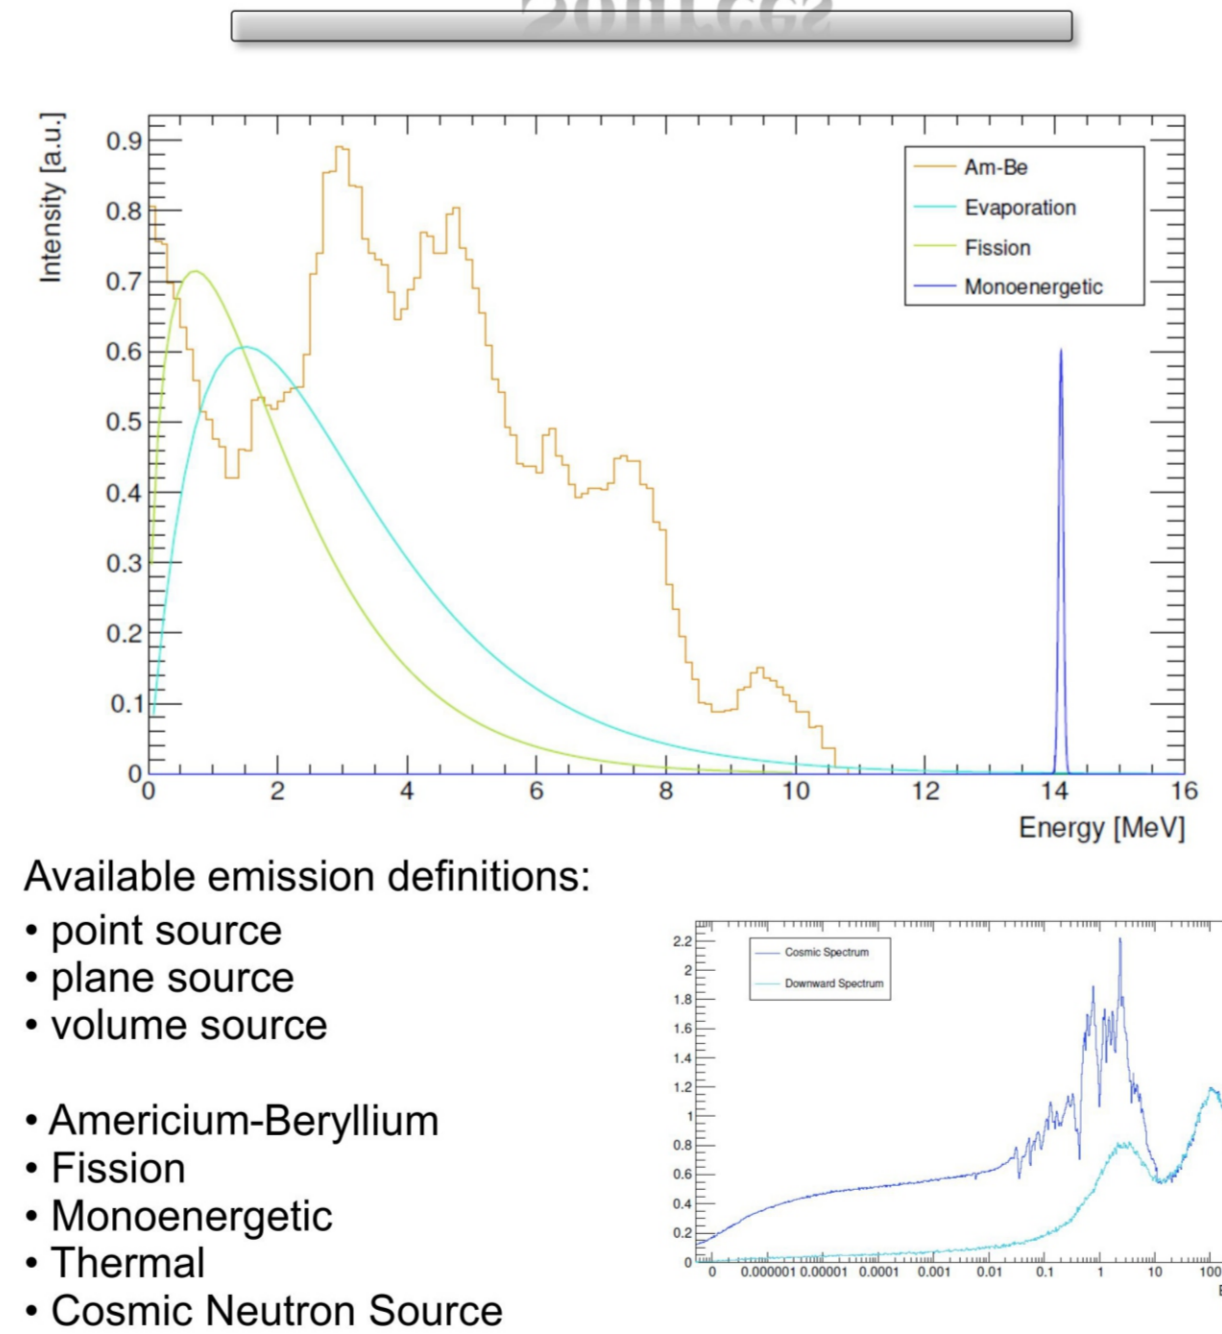 Sources
Intensity [a.u.]
0.9
0.8
0.7
0.6
0.5
0.4
0.3
0.2
0.1
0
Am-Be
Evaporation
Fission
Monoenergetic
0 2 4 6 8 10 12 14 16
Energy [MeV]
Available emission definitions:
• point source
• plane source
• volume source
• Americium-Beryllium
• Fission
• Monoenergetic
• Thermal
• Cosmic Neutron Source
2.2
2
1.8
1.6
1.4
1.2
1
0.8
0.6
0.4
0.2
0
Cosmic Spectrum
Downward Spectrum
0 0.000001 0.00001 0.0001 0.001 0.01 0.1 1 10 100